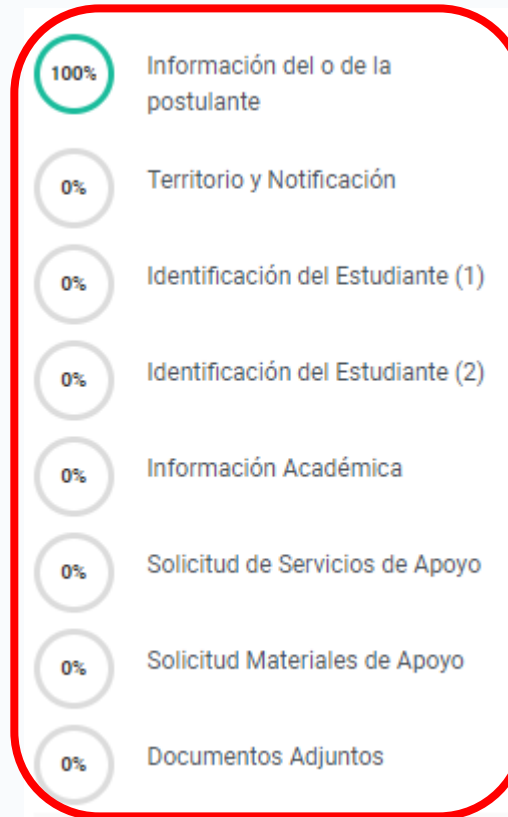 100%
Información del o de la
postulante
0%
Territorio y Notificación
0%
Identificación del Estudiante (1)
0%
Identificación del Estudiante (2)
0%
Información Académica
0%
Solicitud de Servicios de Apoyo
0%
Solicitud Materiales de Apoyo
0%
Documentos Adjuntos